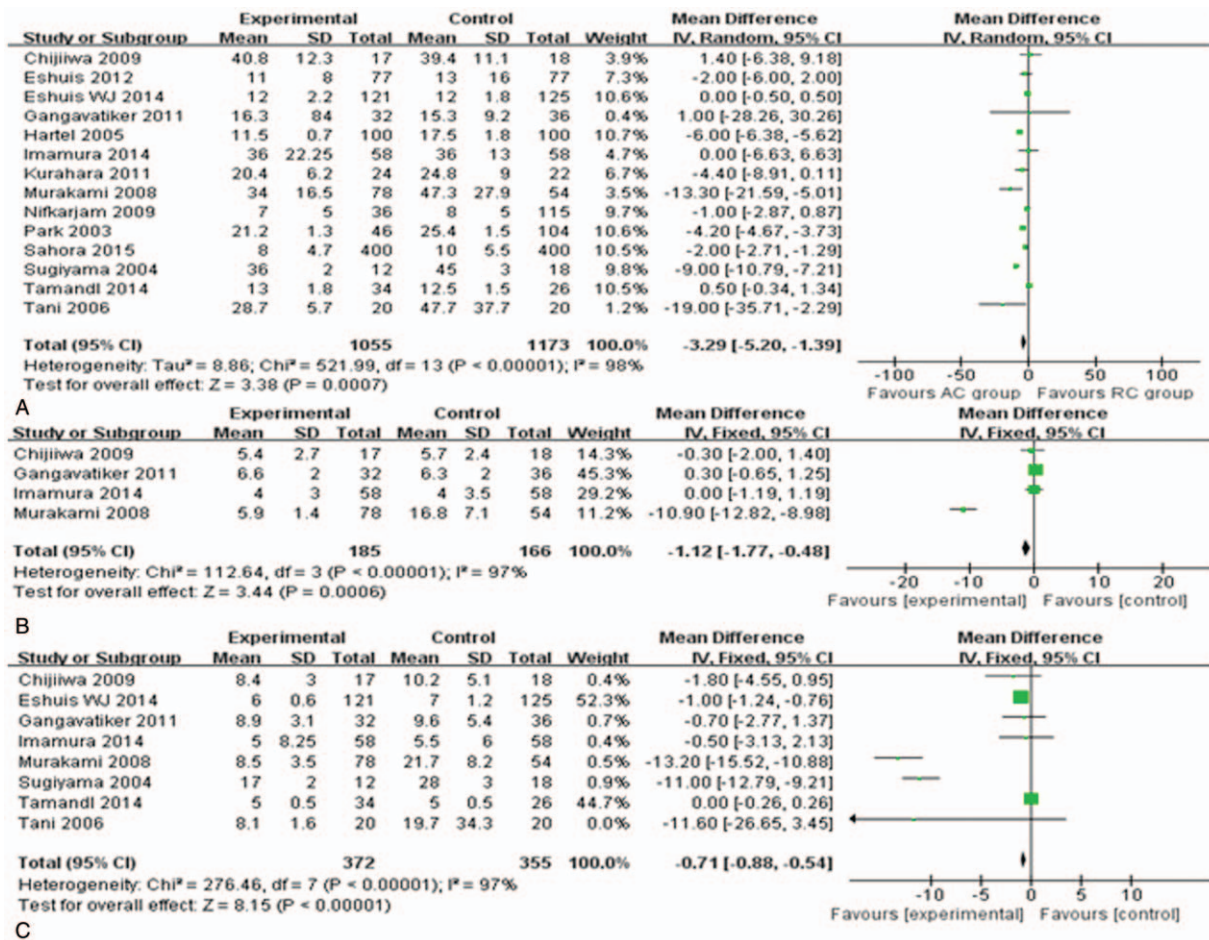 Experimental Control Mean Difference Mean Difference
Study or Subgroup Mean SD Total Mean SD Total Weight IV, Random, 95% CI IV, Random, 95% CI
Chijiiwa 2009 40.8 12.3 17 39.4 11.1 18 3.9% 1.40 [-6.38, 9.18]
Eshuis 2012 11 8 77 13 16 77 7.3% -2.00 [-6.00, 2.00]
Eshuis WJ 2014 12 2.2 121 12 1.8 125 10.6% 0.00 [-0.50, 0.50]
Gangavatiker 2011 16.3 84 32 15.3 9.2 36 0.4% 1.00 [-28.26, 30.26]
Hartel 2005 11.5 0.7 100 17.5 1.8 100 10.7% -6.00 [-6.38, -5.62]
Imamura 2014 36 22.25 58 36 13 58 4.7% 0.00 [-6.63, 6.63]
Kurahara 2011 20.4 6.2 24 24.8 9 22 6.7% -4.40 [-8.91, 0.11]
Murakami 2008 34 16.5 78 47.3 27.9 54 3.5% -13.30 [-21.59, -5.01]
Nifkarjam 2009 7 5 36 8 5 115 9.7% -1.00 [-2.87, 0.87]
Park 2003 21.2 1.3 46 25.4 1.5 104 10.6% -4.20 [-4.67, -3.73]
Sahora 2015 8 4.7 400 10 5.5 400 10.5% -2.00 [-2.71, -1.29]
Sugiyama 2004 36 2 12 45 3 18 9.8% -9.00 [-10.79, -7.21]
Tamandl 2014 13 1.8 34 12.5 1.5 26 10.5% 0.50 [-0.34, 1.34]
Tani 2006 28.7 5.7 20 47.7 37.7 20 1.2% -19.00 [-35.71, -2.29]
Total (95% CI) 1055 1173 100.0% -3.29 [-5.20, -1.39]
Heterogeneity: Tau² = 8.86; Chi² = 521.99, df = 13 (P < 0.00001); I² = 98%
Test for overall effect: Z = 3.38 (P = 0.0007)
-100 -50 0 50 100
Favours AC group Favours RC group
A
Experimental Control Mean Difference Mean Difference
Study or Subgroup Mean SD Total Mean SD Total Weight IV, Fixed, 95% CI IV, Fixed, 95% CI
Chijiiwa 2009 5.4 2.7 17 5.7 2.4 18 14.3% -0.30 [-2.00, 1.40]
Gangavatiker 2011 6.6 2 32 6.3 2 36 45.3% 0.30 [-0.65, 1.25]
Imamura 2014 4 3 58 4 3.5 58 29.2% 0.00 [-1.19, 1.19]
Murakami 2008 5.9 1.4 78 16.8 7.1 54 11.2% -10.90 [-12.82, -8.98]
Total (95% CI) 185 166 100.0% -1.12 [-1.77, -0.48]
Heterogeneity: Chi² = 112.64, df = 3 (P < 0.00001); I² = 97%
Test for overall effect: Z = 3.44 (P = 0.0006)
-20 -10 0 10 20
Favours [experimental] Favours [control]
B
Experimental Control Mean Difference Mean Difference
Study or Subgroup Mean SD Total Mean SD Total Weight IV, Fixed, 95% CI IV, Fixed, 95% CI
Chijiiwa 2009 8.4 3 17 10.2 5.1 18 0.4% -1.80 [-4.55, 0.95]
Eshuis WJ 2014 6 0.6 121 7 1.2 125 52.3% -1.00 [-1.24, -0.76]
Gangavatiker 2011 8.9 3.1 32 9.6 5.4 36 0.7% -0.70 [-2.77, 1.37]
Imamura 2014 5 8.25 58 5.5 6 58 0.4% -0.50 [-3.13, 2.13]
Murakami 2008 8.5 3.5 78 21.7 8.2 54 0.5% -13.20 [-15.52, -10.88]
Sugiyama 2004 17 2 12 28 3 18 0.9% -11.00 [-12.79, -9.21]
Tamandl 2014 5 0.5 34 5 0.5 26 44.7% 0.00 [-0.26, 0.26]
Tani 2006 8.1 1.6 20 19.7 34.3 20 0.0% -11.60 [-26.65, 3.45]
Total (95% CI) 372 355 100.0% -0.71 [-0.88, -0.54]
Heterogeneity: Chi² = 276.46, df = 7 (P < 0.00001); I² = 97%
Test for overall effect: Z = 8.15 (P < 0.00001)
-10 -5 0 5 10
Favours [experimental] Favours [control]
C